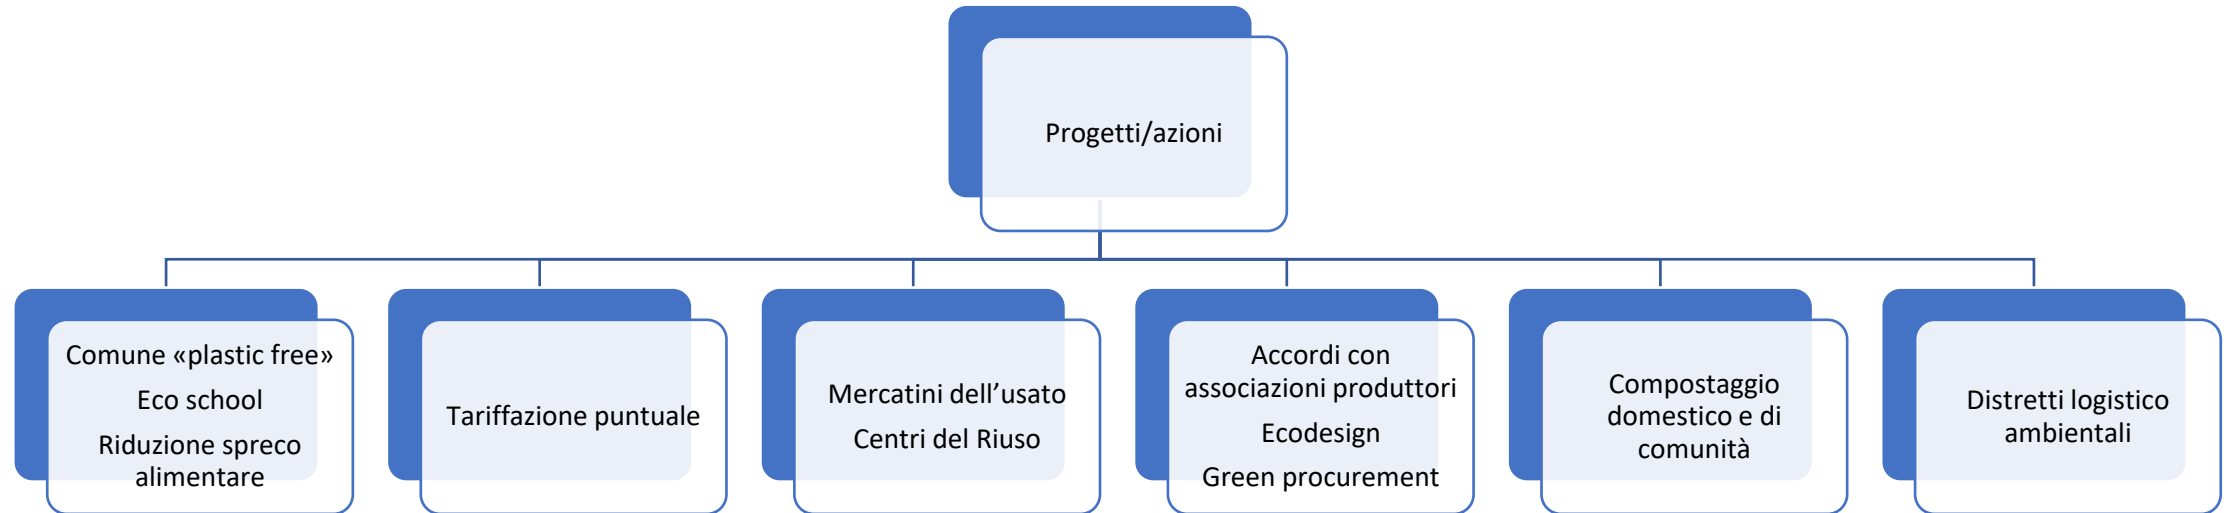 Progetti/azioni
Comune «plastic free»
Eco school
Riduzione spreco
alimentare
Tariffazione puntuale
Mercatini dell’usato
Centri del Riuso
Accordi con
associazioni produttori
Ecodesign
Green procurement
Compostaggio
domestico e di
comunità
Distretti logistico
ambientali